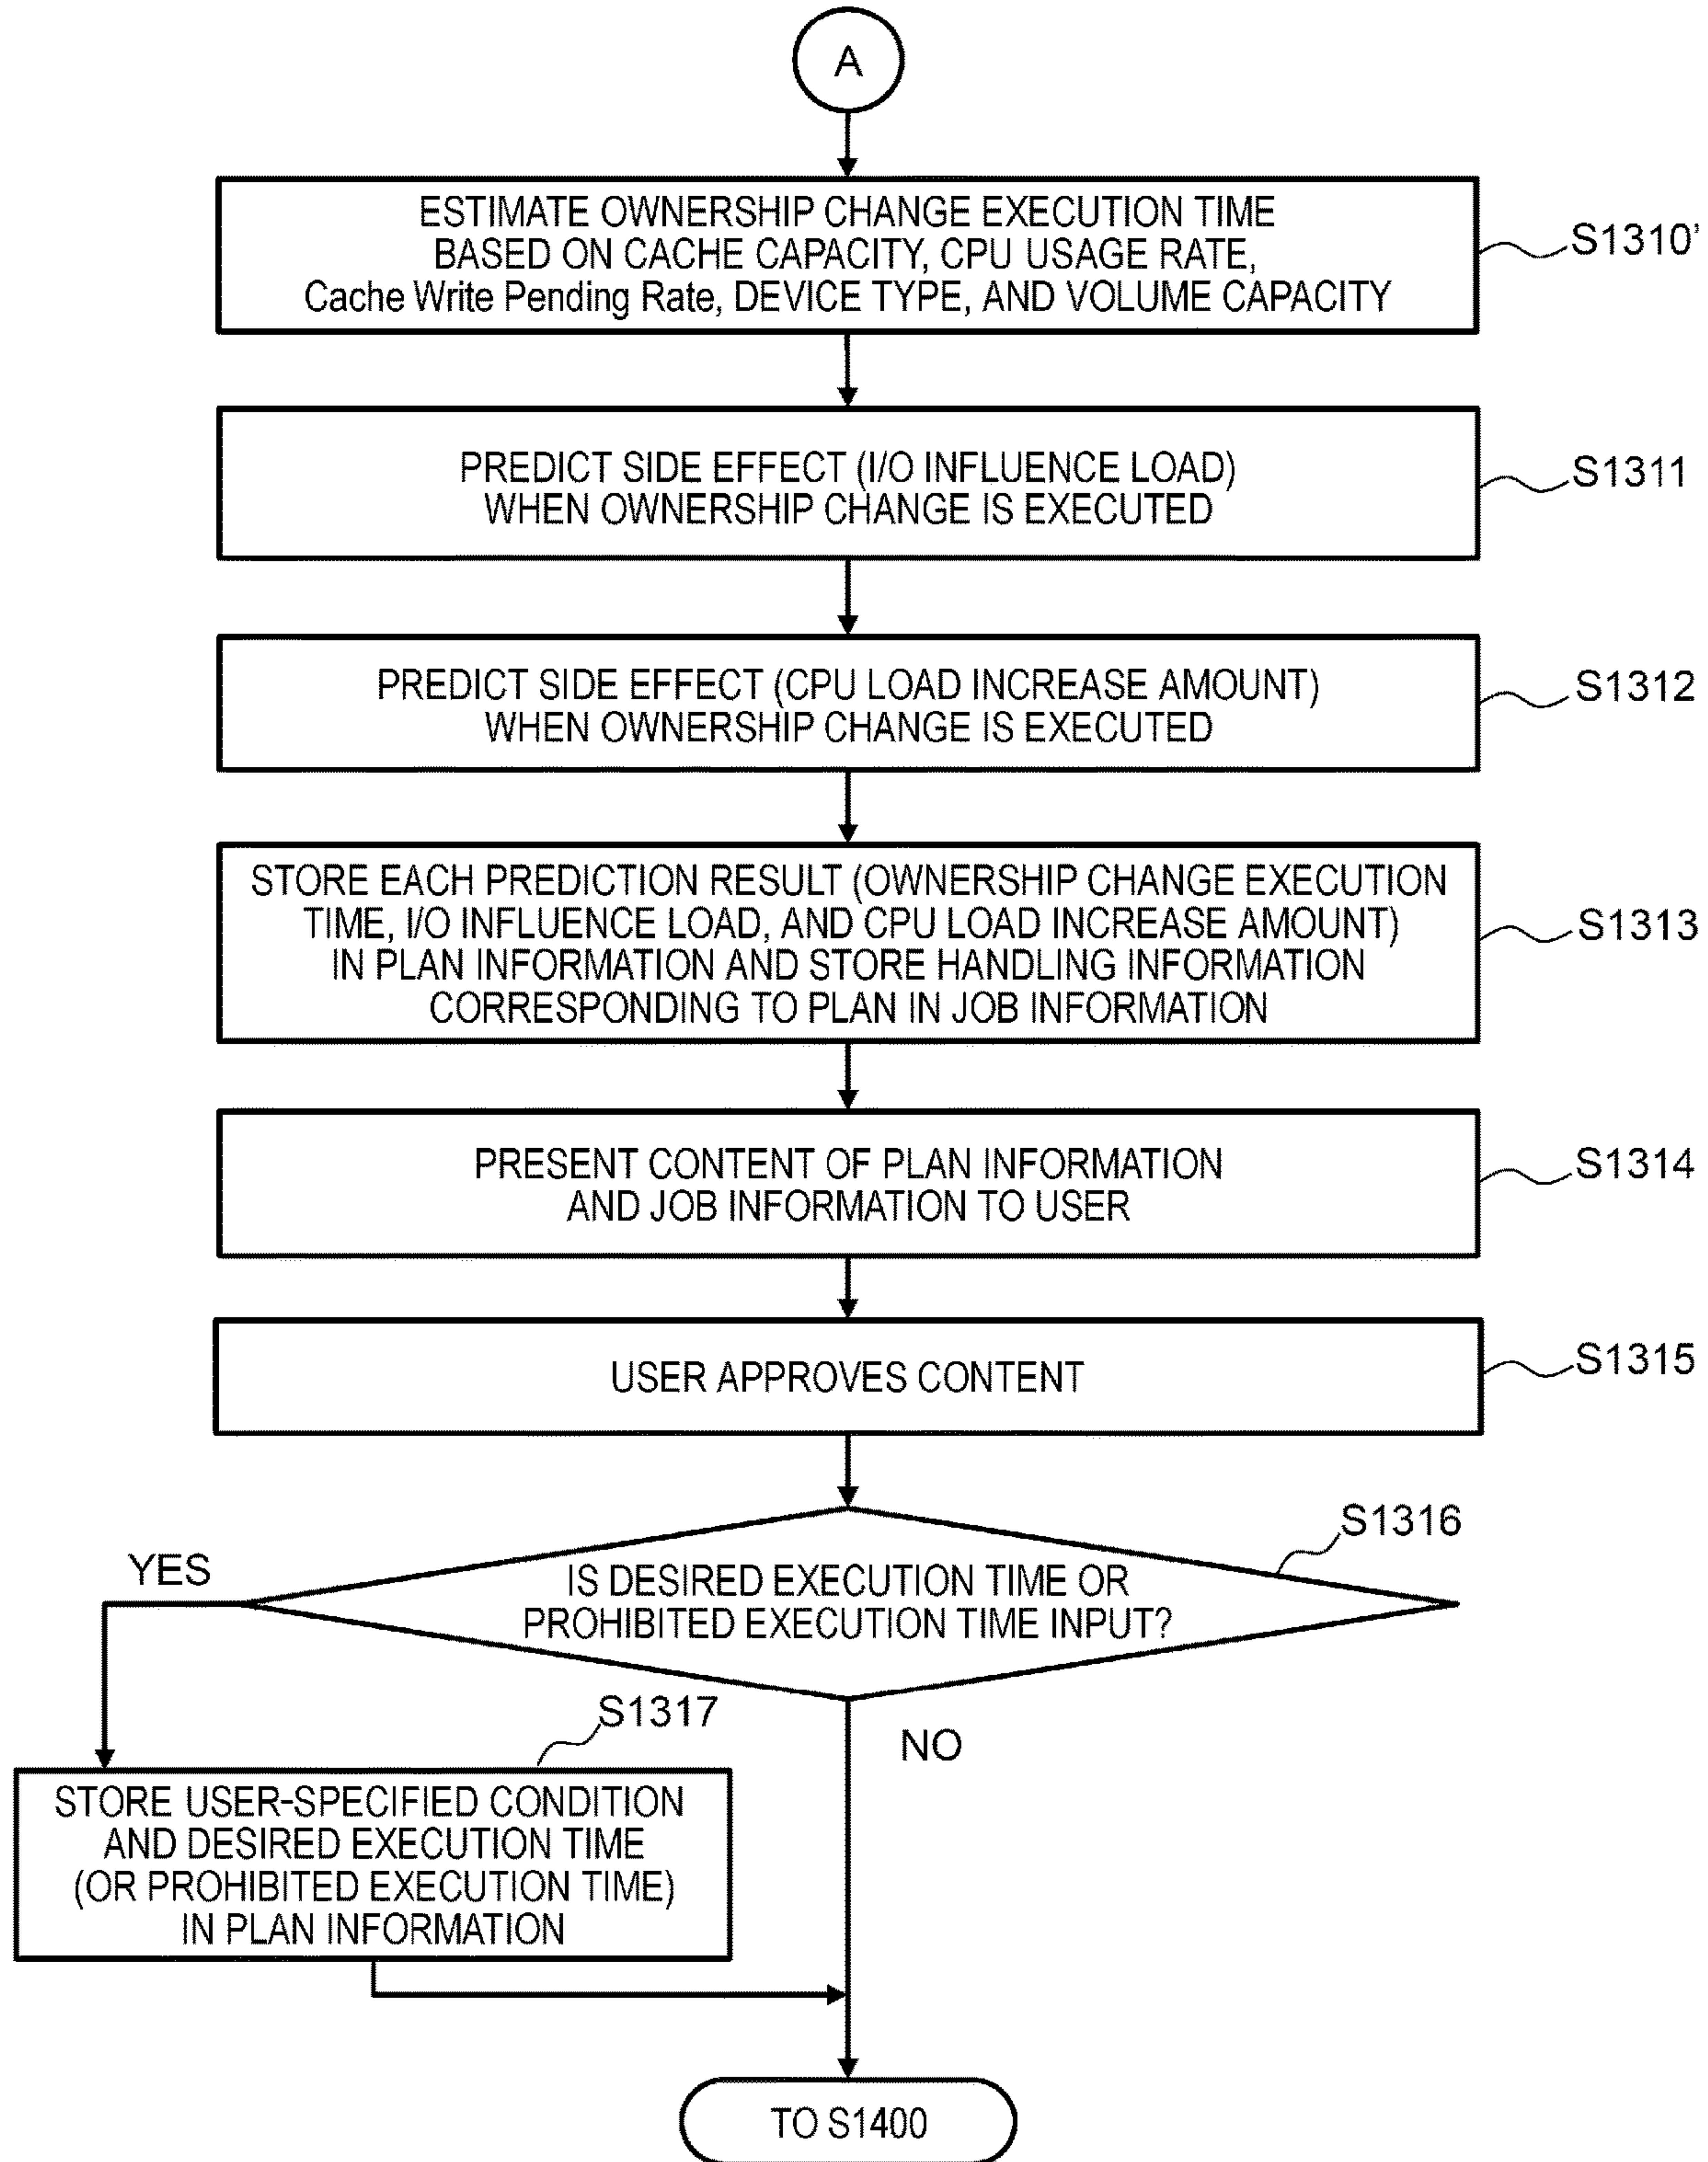 A
ESTIMATE OWNERSHIP CHANGE EXECUTION TIME
BASED ON CACHE CAPACITY, CPU USAGE RATE,
Cache Write Pending Rate, DEVICE TYPE, AND VOLUME CAPACITY
S1310'
PREDICT SIDE EFFECT (I/O INFLUENCE LOAD)
WHEN OWNERSHIP CHANGE IS EXECUTED
S1311
PREDICT SIDE EFFECT (CPU LOAD INCREASE AMOUNT)
WHEN OWNERSHIP CHANGE IS EXECUTED
S1312
STORE EACH PREDICTION RESULT (OWNERSHIP CHANGE EXECUTION
TIME, I/O INFLUENCE LOAD, AND CPU LOAD INCREASE AMOUNT)
IN PLAN INFORMATION AND STORE HANDLING INFORMATION
CORRESPONDING TO PLAN IN JOB INFORMATION
S1313
PRESENT CONTENT OF PLAN INFORMATION
AND JOB INFORMATION TO USER
S1314
USER APPROVES CONTENT
S1315
S1316
YES
IS DESIRED EXECUTION TIME OR
PROHIBITED EXECUTION TIME INPUT?
S1317
NO
STORE USER-SPECIFIED CONDITION
AND DESIRED EXECUTION TIME
(OR PROHIBITED EXECUTION TIME)
IN PLAN INFORMATION
TO S1400